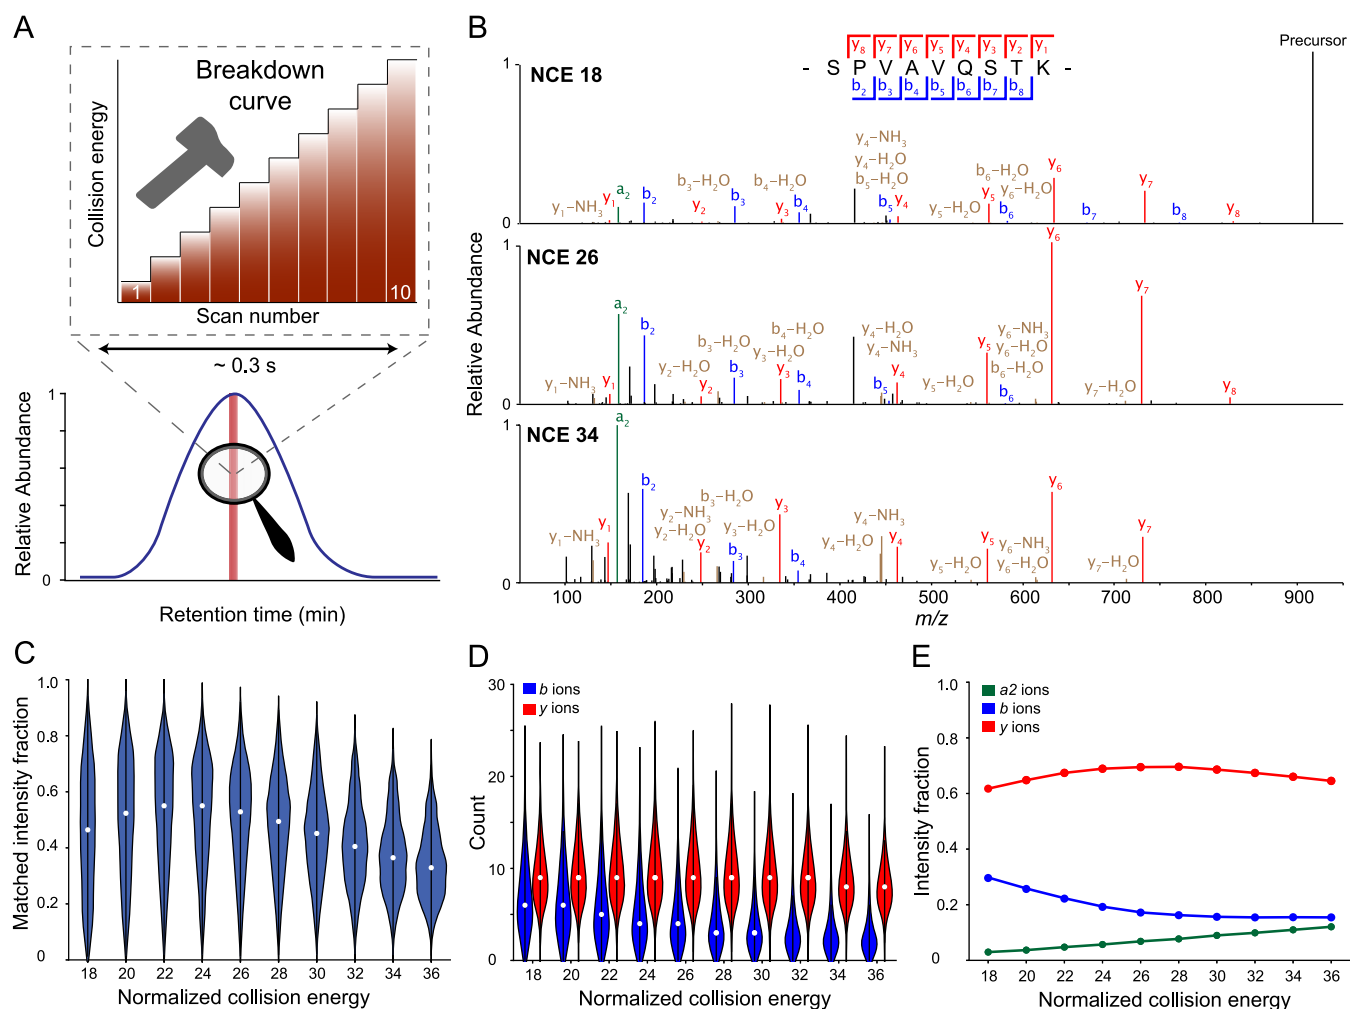 A
Breakdown
curve
Collision energy
1
10
Scan number
~ 0.3 s
Relative Abundance
1
0
Retention time (min)
B
NCE 18
1
0
- S P V A V Q S T K -
y8 y7 y6 y5 y4 y3 y2 y1
b2 b3 b4 b5 b6 b7 b8
Precursor
y1–NH3
y1
a2
b2
b3–H2O
y2
b3
b4–H2O
y3
b4
y4–NH3
y4–H2O
b5–H2O
b5
y4
y5–H2O
b6–H2O
y6–H2O
y5
b6
y6
b7
y7
b8
y8
NCE 26
1
0
Relative Abundance
y1–NH3
y1
a2
b2
y2–H2O
y2
b3–H2O
b3
b4–H2O
y3–H2O
y3
b4
y4–H2O
y4–NH3
b5
y4
y5–H2O
y5
y6–NH3
y6–H2O
b6–H2O
b6
y6
y7–H2O
y7
y8
NCE 34
1
0
y1–NH3
y1
a2
b2
y2–NH3
y2–H2O
y2
b3–H2O
b3
y3–H2O
y3
b4
y4–NH3
y4–H2O
y4
y5–H2O
y5
y6–NH3
y6–H2O
y6
y7–H2O
y7
100 200 300 400 500 600 700 800 900
m/z
C
Matched intensity fraction
1.0
0.8
0.6
0.4
0.2
0
18 20 22 24 26 28 30 32 34 36
Normalized collision energy
D
b ions
y ions
Count
30
20
10
0
18 20 22 24 26 28 30 32 34 36
Normalized collision energy
E
a2 ions
b ions
y ions
Intensity fraction
1.0
0.8
0.6
0.4
0.2
0
18 20 22 24 26 28 30 32 34 36
Normalized collision energy